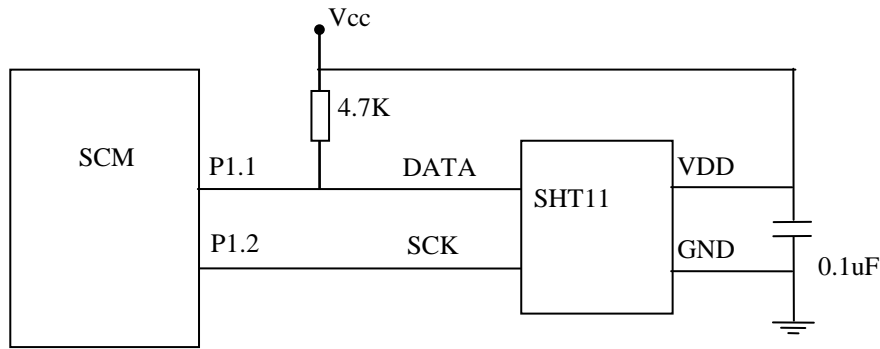 Vcc
4.7K
SCM
P1.1
DATA
VDD
SHT11
P1.2
SCK
GND
0.1uF